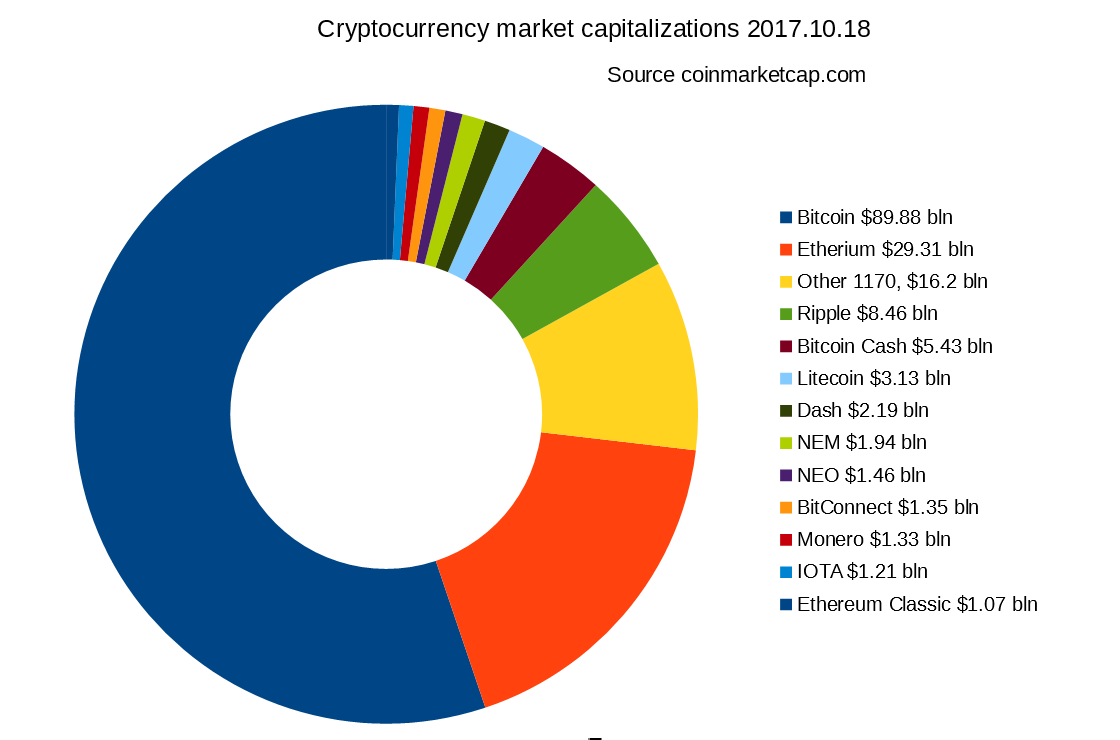 Cryptocurrency market capitalizations 2017.10.18
Source coinmarketcap.com
Bitcoin $89.88 bln
Etherium $29.31 bln
Other 1170, $16.2 bln
Ripple $8.46 bln
Bitcoin Cash $5.43 bln
Litecoin $3.13 bln
Dash $2.19 bln
NEM $1.94 bln
NEO $1.46 bln
BitConnect $1.35 bln
Monero $1.33 bln
IOTA $1.21 bln
Ethereum Classic $1.07 bln